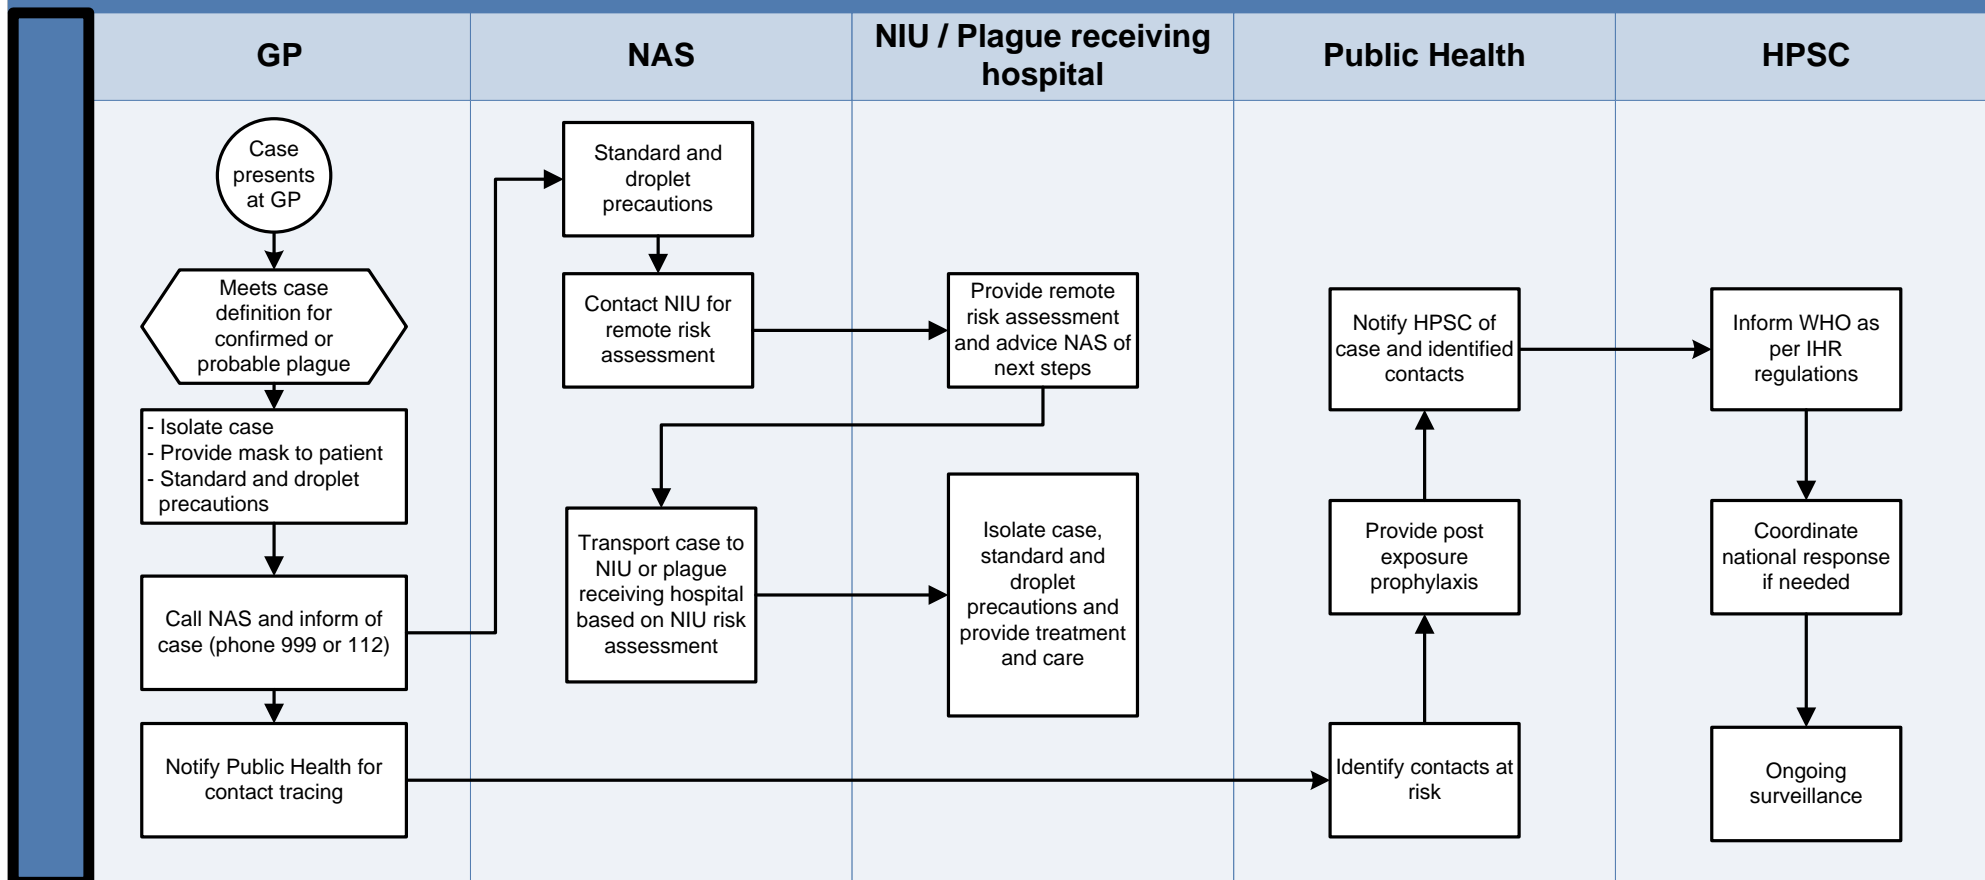 GP
NAS
NIU / Plague receiving
hospital
Public Health
HPSC
Case
presents
at GP
Meets case
definition for
confirmed or
probable plague
- Isolate case
- Provide mask to patient
- Standard and droplet
precautions
Call NAS and inform of
case (phone 999 or 112)
Notify Public Health for
contact tracing
Standard and
droplet
precautions
Contact NIU for
remote risk
assessment
Transport case to
NIU or plague
receiving hospital
based on NIU risk
assessment
Provide remote
risk assessment
and advice NAS of
next steps
Isolate case,
standard and
droplet
precautions and
provide treatment
and care
Notify HPSC of
case and identified
contacts
Provide post
exposure
prophylaxis
Identify contacts at
risk
Inform WHO as
per IHR
regulations
Coordinate
national response
if needed
Ongoing
surveillance